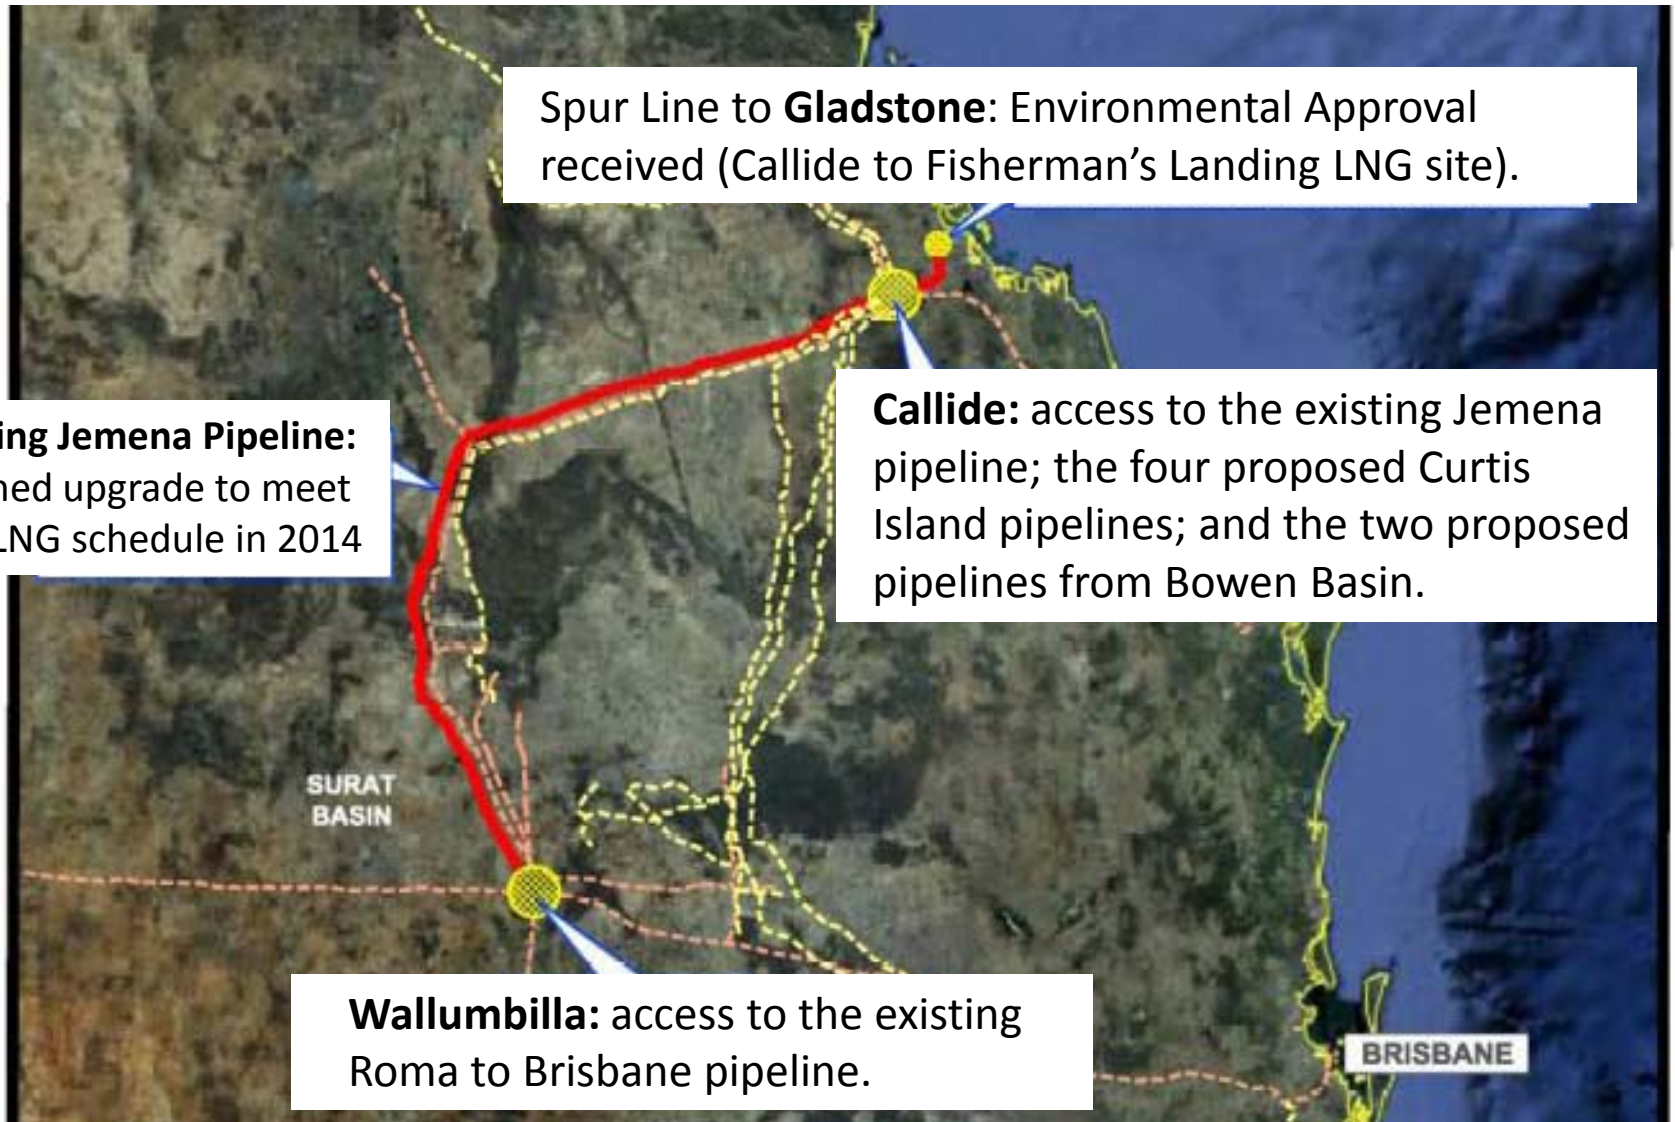 Spur Line to Gladstone: Environmental Approval
received (Callide to Fisherman’s Landing LNG site).
ing Jemena Pipeline:
ned upgrade to meet
LNG schedule in 2014
Callide: access to the existing Jemena
pipeline; the four proposed Curtis
Island pipelines; and the two proposed
pipelines from Bowen Basin.
SURAT
BASIN
Wallumbilla: access to the existing
Roma to Brisbane pipeline.
BRISBANE